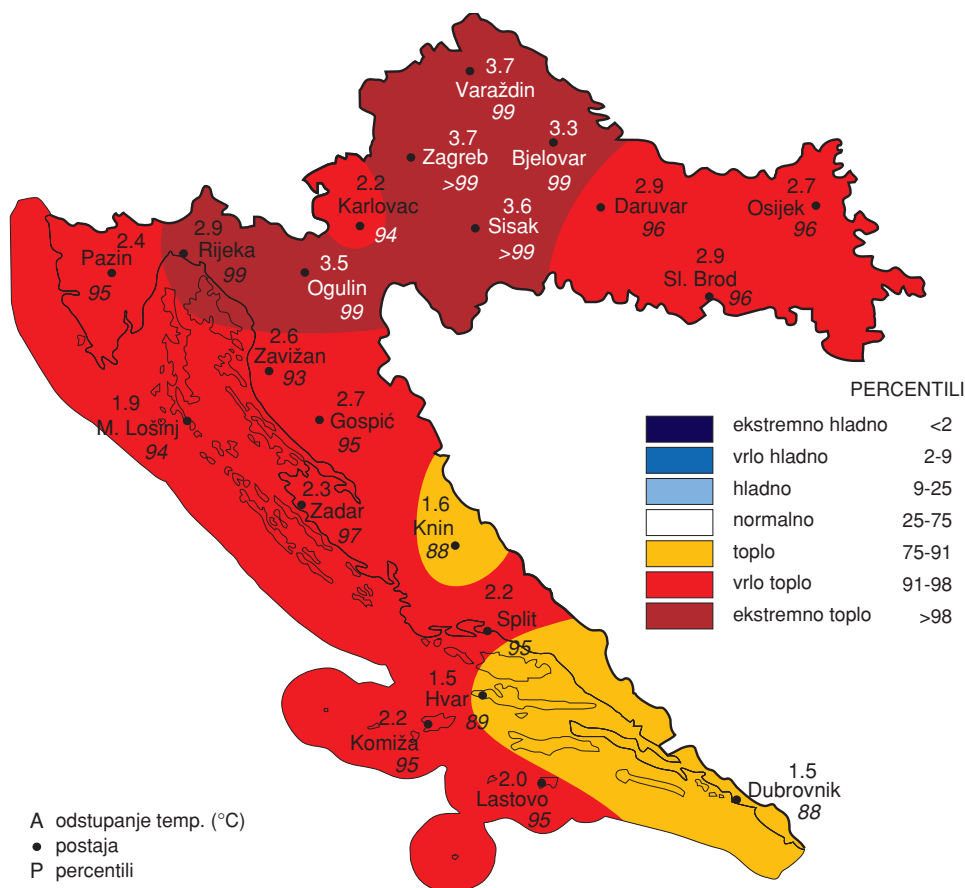 3.7
Varaždin
99
3.7
Zagreb
>99
3.3
Bjelovar
99
2.2
Karlovac
94
3.6
Sisak
>99
2.9
Daruvar
96
2.7
Osijek
96
2.9
Sl. Brod
96
2.4
Pazin
95
2.9
Rijeka
99
3.5
Ogulin
99
2.6
Zavižan
93
1.9
M. Lošinj
94
2.7
Gospić
95
2.3
Zadar
97
1.6
Knin
88
2.2
Split
95
1.5
Hvar
89
2.2
Komiža
95
2.0
Lastovo
95
1.5
Dubrovnik
88
PERCENTILI
ekstremno hladno <2
vrlo hladno 2-9
hladno 9-25
normalno 25-75
toplo 75-91
vrlo toplo 91-98
ekstremno toplo >98
A odstupanje temp. (°C)
● postaja
P percentili